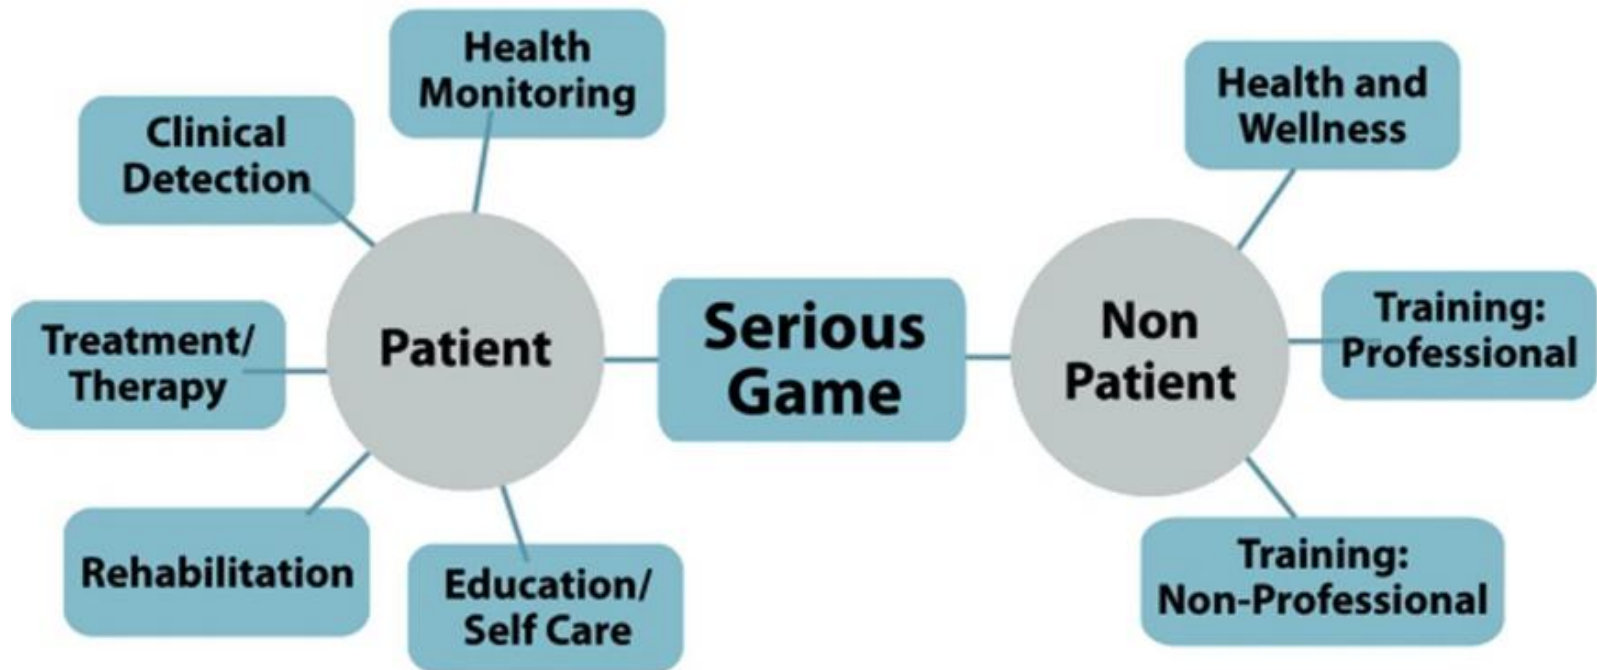 Health
Monitoring
Clinical
Detection
Treatment/
Therapy
Patient
Rehabilitation
Education/
Self Care
Serious
Game
Non
Patient
Health and
Wellness
Training:
Professional
Training:
Non-Professional